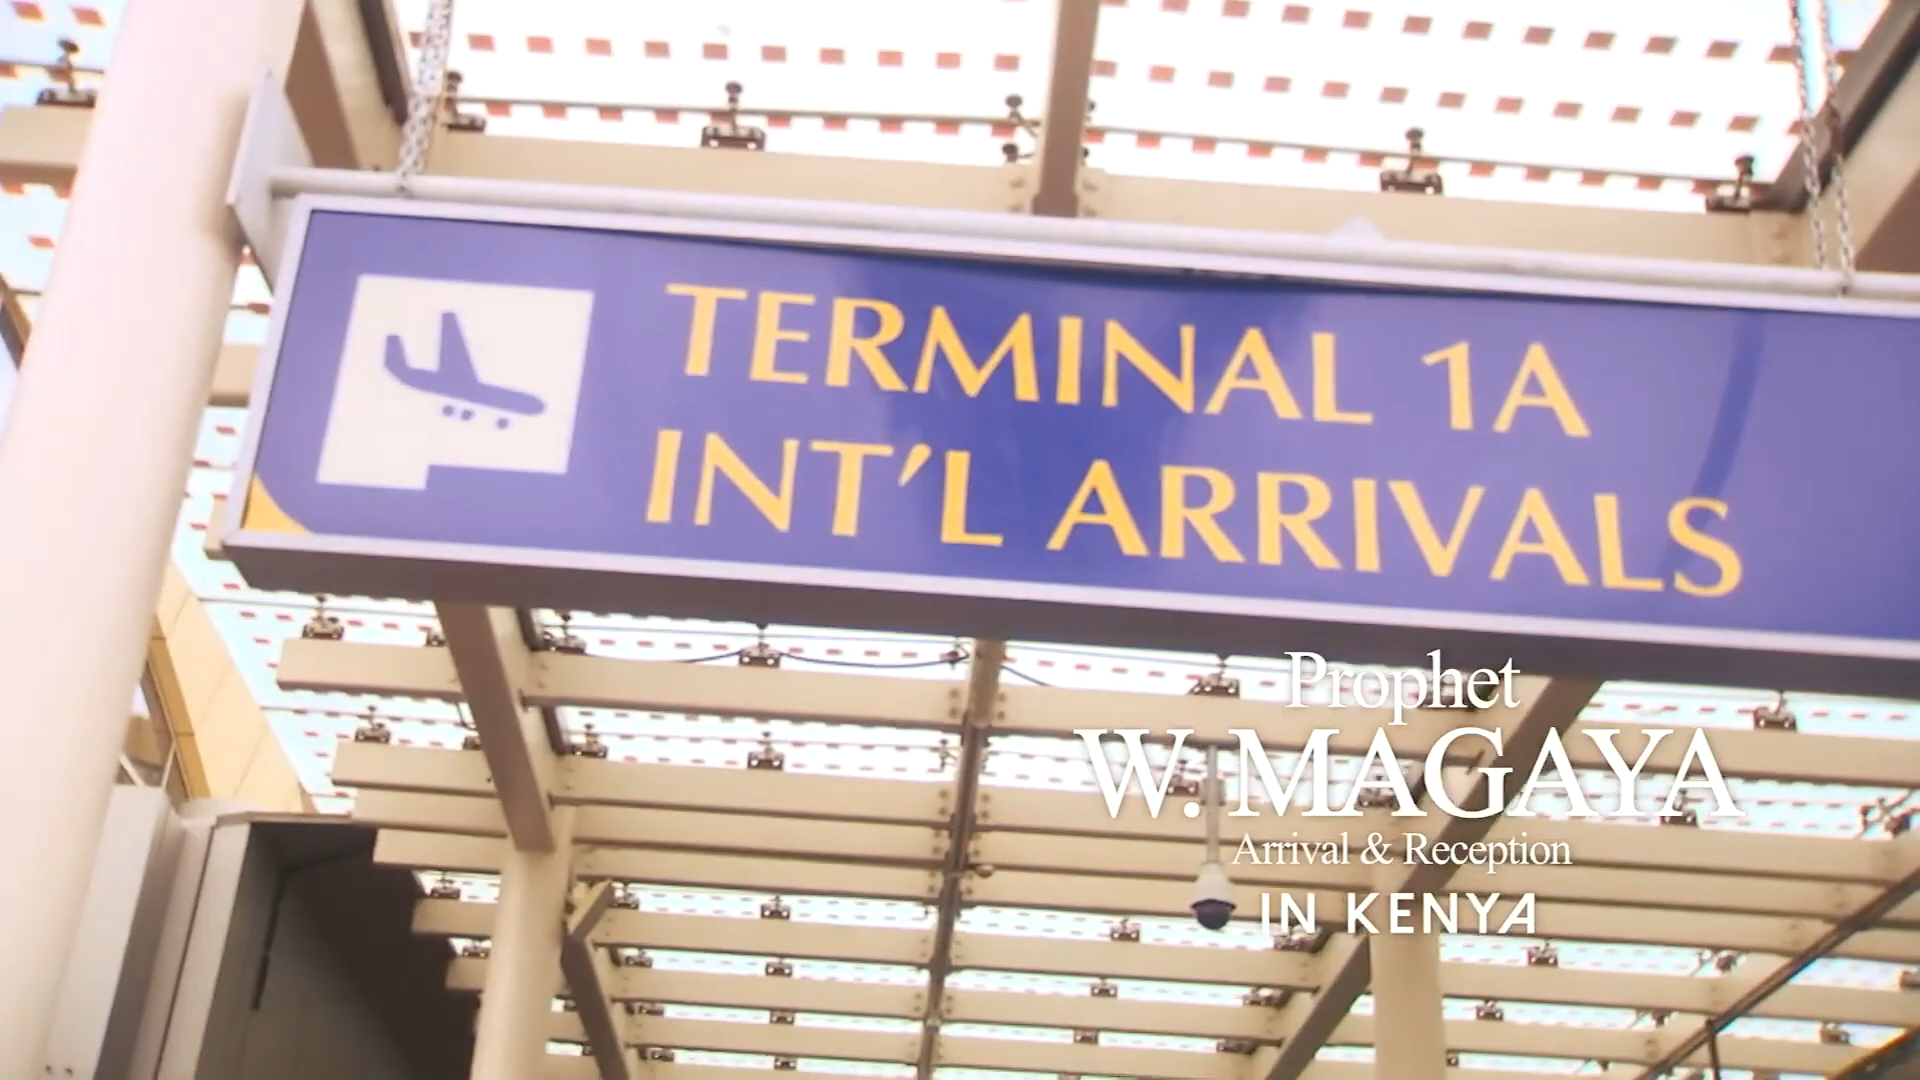 TERMINAL 1A
INT'L ARRIVALS
Prophet
W. MAGAYA
Arrival & Reception
IN KENYA